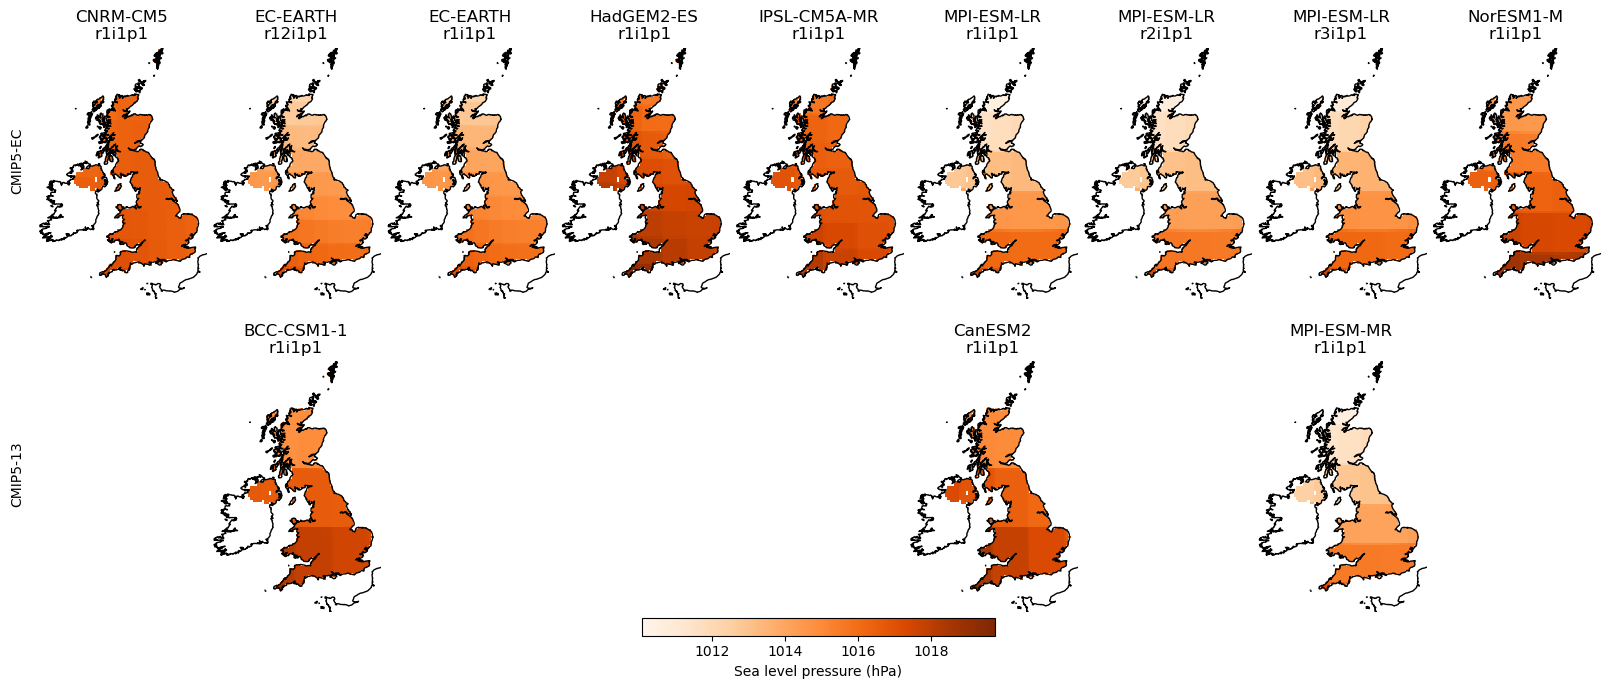 CNRM-CM5
r1i1p1
EC-EARTH
r12i1p1
EC-EARTH
r1i1p1
HadGEM2-ES
r1i1p1
IPSL-CM5A-MR
r1i1p1
MPI-ESM-LR
r1i1p1
MPI-ESM-LR
r2i1p1
MPI-ESM-LR
r3i1p1
NorESM1-M
r1i1p1
CMIP5-EC
BCC-CSM1-1
r1i1p1
CanESM2
r1i1p1
MPI-ESM-MR
r1i1p1
CMIP5-13
1012 1014 1016 1018
Sea level pressure (hPa)